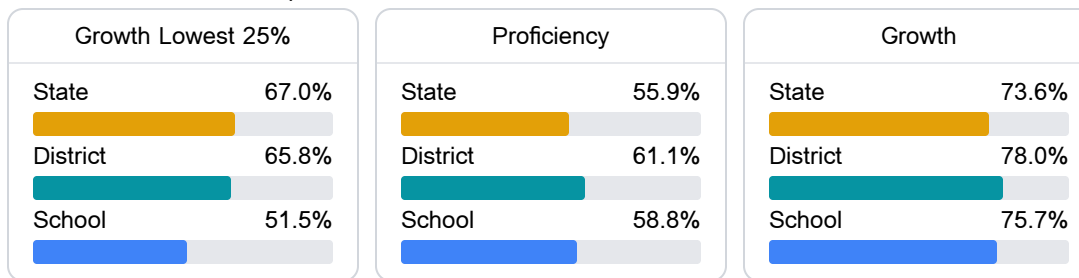 Growth Lowest 25%
State 67.0%
District 65.8%
School 51.5%
Proficiency
State 55.9%
District 61.1%
School 58.8%
Growth
State 73.6%
District 78.0%
School 75.7%